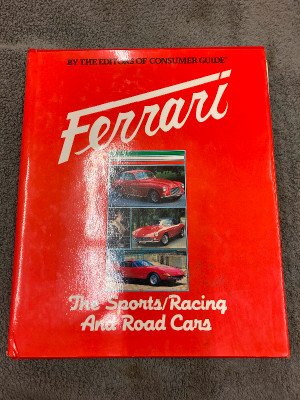 BY THE EDITORS OF CONSUMER GUIDE®
Ferrari
The Sports/Racing
And Road Cars